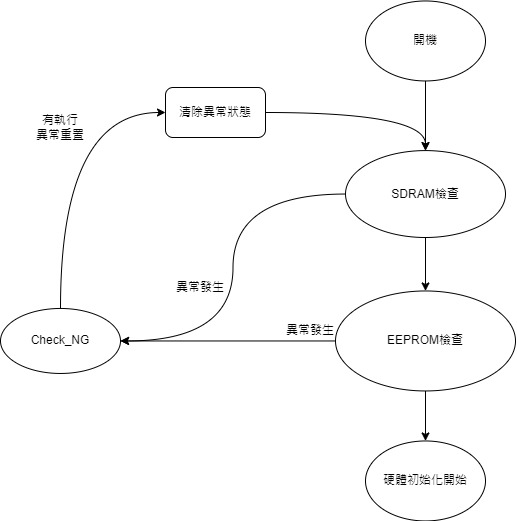 開機
清除異常狀態
有執行
異常重置
SDRAM檢查
異常發生
異常發生
Check_NG
EEPROM檢查
硬體初始化開始